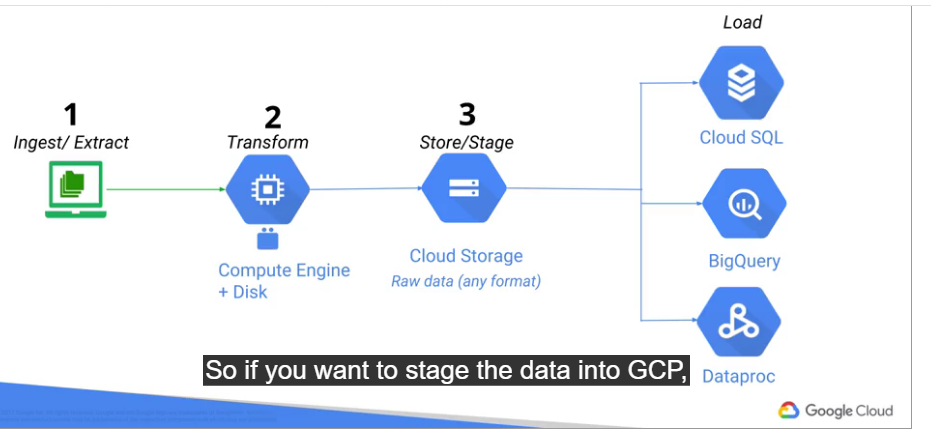 Load
1
Ingest/ Extract
2
Transform
3
Store/Stage
Cloud SQL
Compute Engine
+ Disk
Cloud Storage
Raw data (any format)
BigQuery
Dataproc
So if you want to stage the data into GCP,
Google Cloud